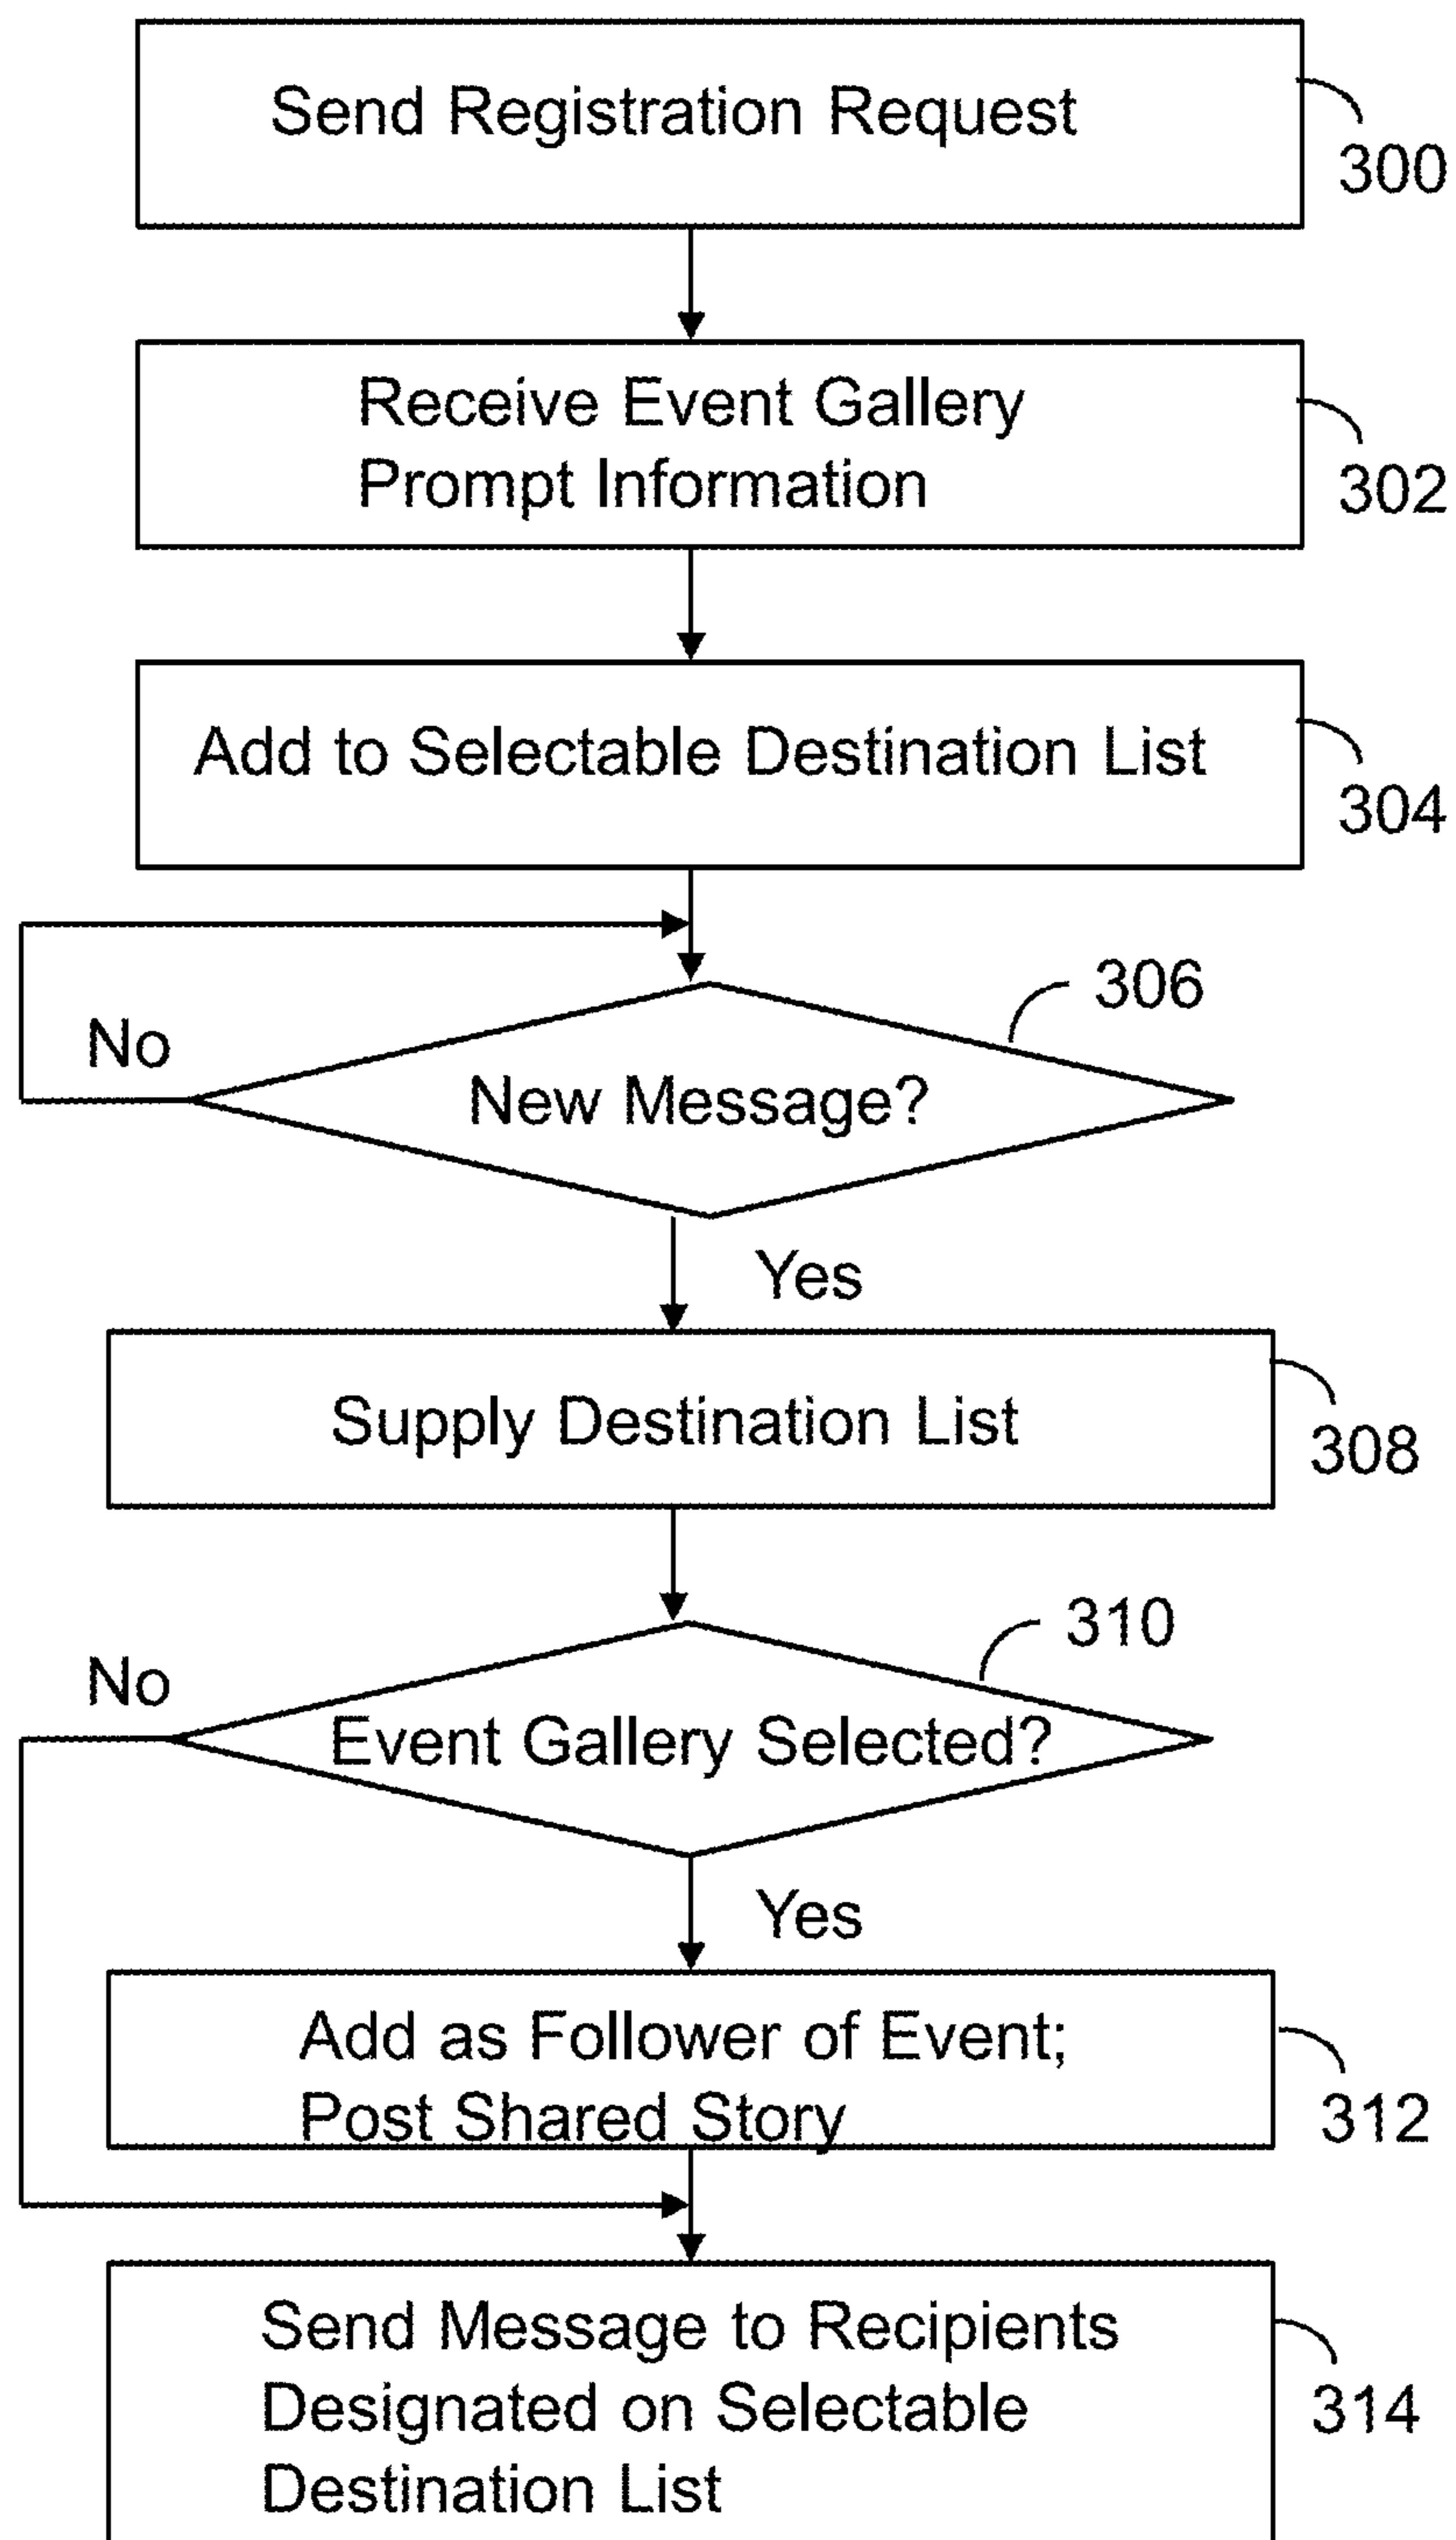 Send Registration Request
300
Receive Event Gallery
Prompt Information
302
Add to Selectable Destination List
304
306
No
New Message?
Yes
Supply Destination List
308
310
No
Event Gallery Selected?
Yes
Add as Follower of Event;
Post Shared Story
312
Send Message to Recipients
Designated on Selectable
Destination List
314